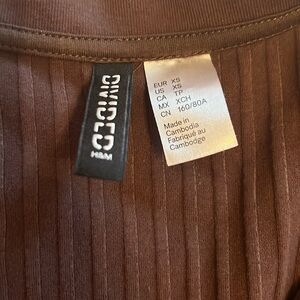 DIVIDED
H&M
EUR XS
US XS
CA TP
MX XCH
CN 160/80A
Made in
Cambodia
Fabriqué au
Cambodge